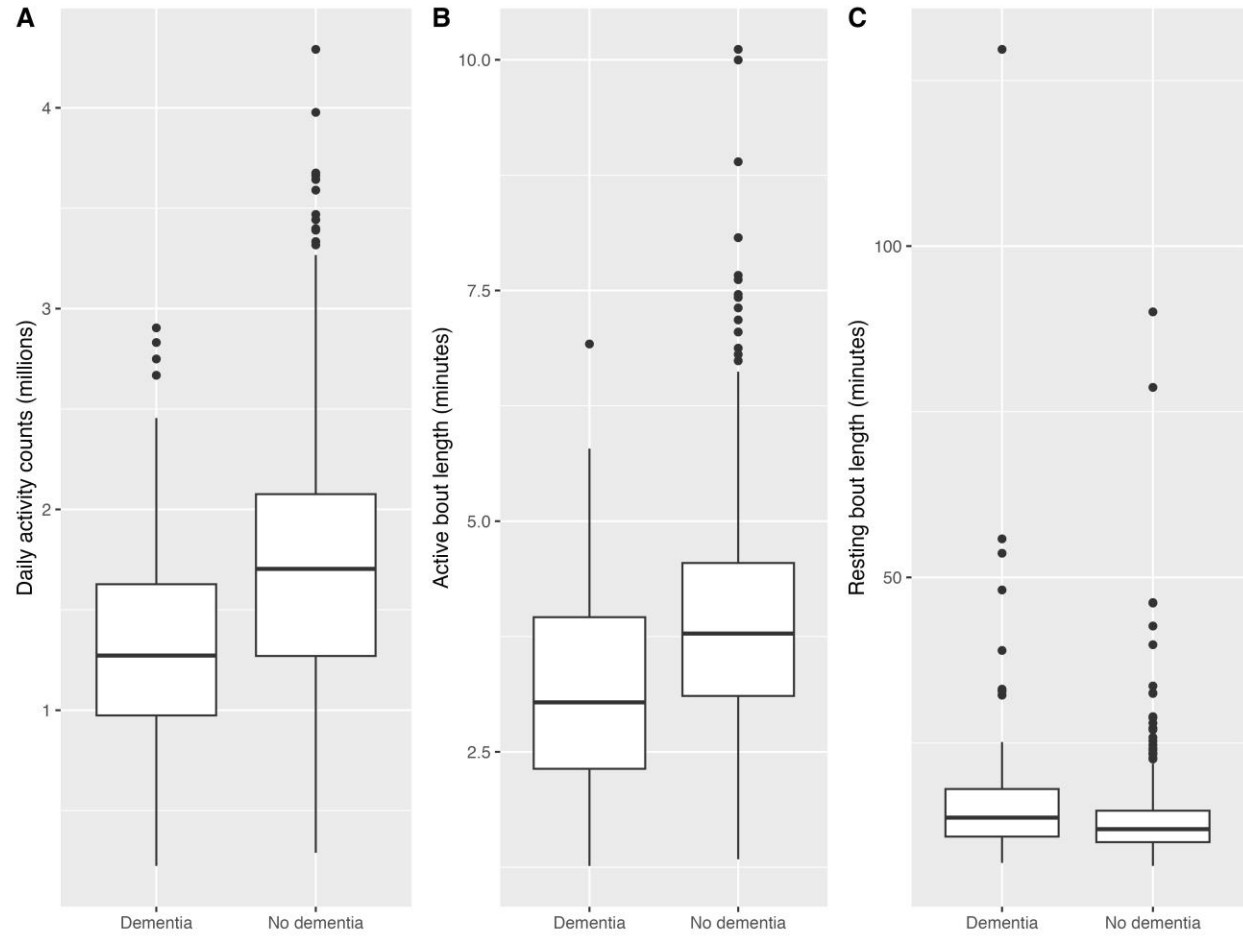 A
Daily activity counts (millions)
4
3
2
1
Dementia
No dementia
B
Active bout length (minutes)
10.0
7.5
5.0
2.5
Dementia
No dementia
C
Resting bout length (minutes)
100
50
Dementia
No dementia